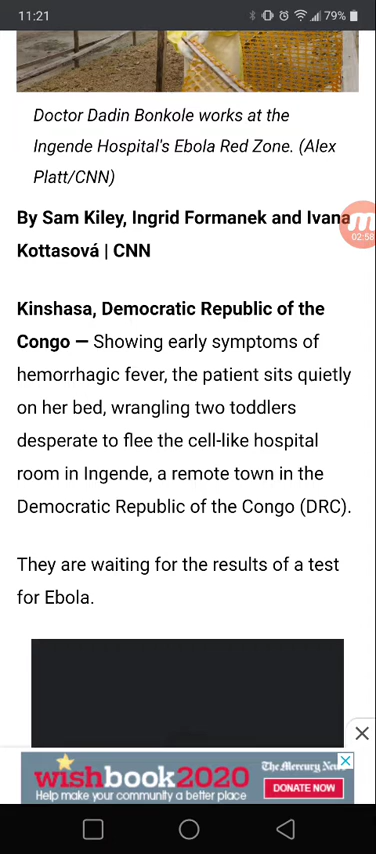 11:21
79%
Doctor Dadin Bonkole works at the
Ingende Hospital's Ebola Red Zone. (Alex
Platt/CNN)
By Sam Kiley, Ingrid Formanek and Ivana
Kottasová | CNN
m
02:58
Kinshasa, Democratic Republic of the
Congo — Showing early symptoms of
hemorrhagic fever, the patient sits quietly
on her bed, wrangling two toddlers
desperate to flee the cell-like hospital
room in Ingende, a remote town in the
Democratic Republic of the Congo (DRC).
They are waiting for the results of a test
for Ebola.
wishbook2020
Help make your community a better place
The Mercury News
DONATE NOW